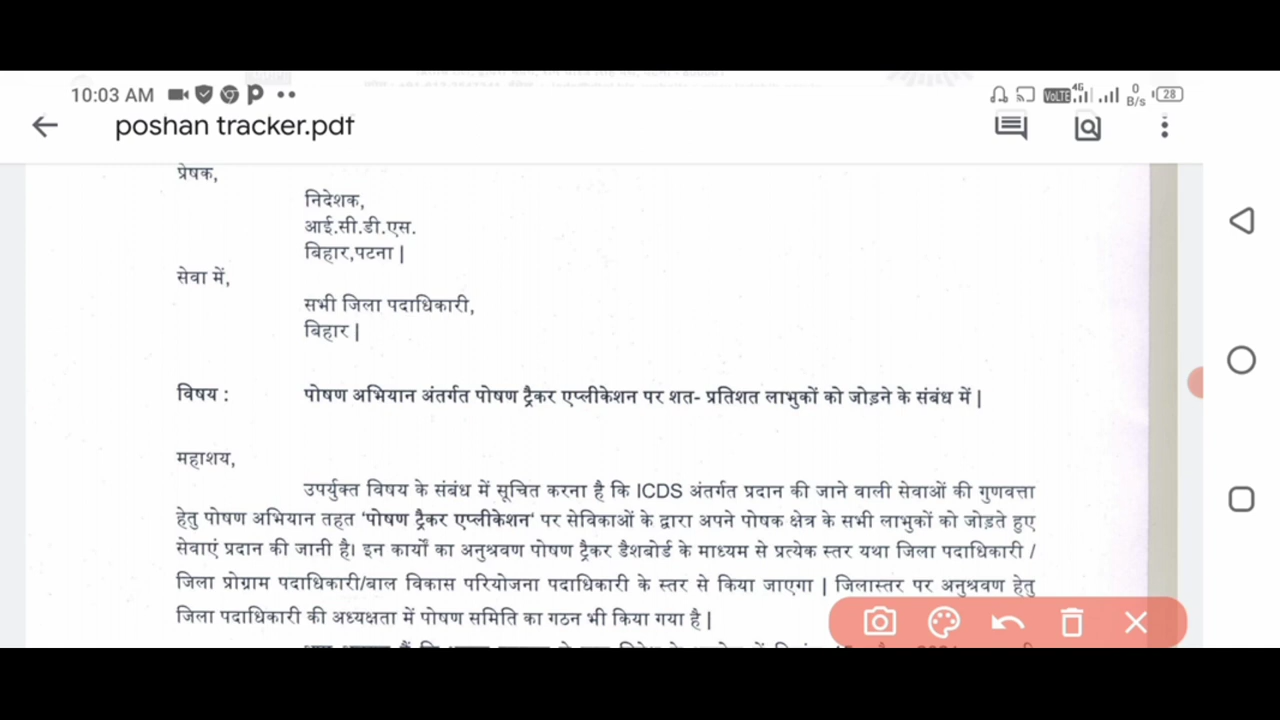 10:03 AM
VoLTE 4G 0 B/s 28
poshan tracker.pdf
प्रेषक,
निदेशक,
आई.सी.डी.एस.
बिहार,पटना |
सेवा में,
सभी जिला पदाधिकारी,
बिहार |
विषय : पोषण अभियान अंतर्गत पोषण ट्रैकर एप्लीकेशन पर शत- प्रतिशत लाभुकों को जोड़ने के संबंध में |
महाशय,
उपर्युक्त विषय के संबंध में सूचित करना है कि ICDS अंतर्गत प्रदान की जाने वाली सेवाओं की गुणवत्ता
हेतु पोषण अभियान तहत 'पोषण ट्रैकर एप्लीकेशन' पर सेविकाओं के द्वारा अपने पोषक क्षेत्र के सभी लाभुकों को जोड़ते हुए
सेवाएं प्रदान की जानी है। इन कार्यों का अनुश्रवण पोषण ट्रैकर डैशबोर्ड के माध्यम से प्रत्येक स्तर यथा जिला पदाधिकारी /
जिला प्रोग्राम पदाधिकारी/बाल विकास परियोजना पदाधिकारी के स्तर से किया जाएगा | जिलास्तर पर अनुश्रवण हेतु
जिला पदाधिकारी की अध्यक्षता में पोषण समिति का गठन भी किया गया है |